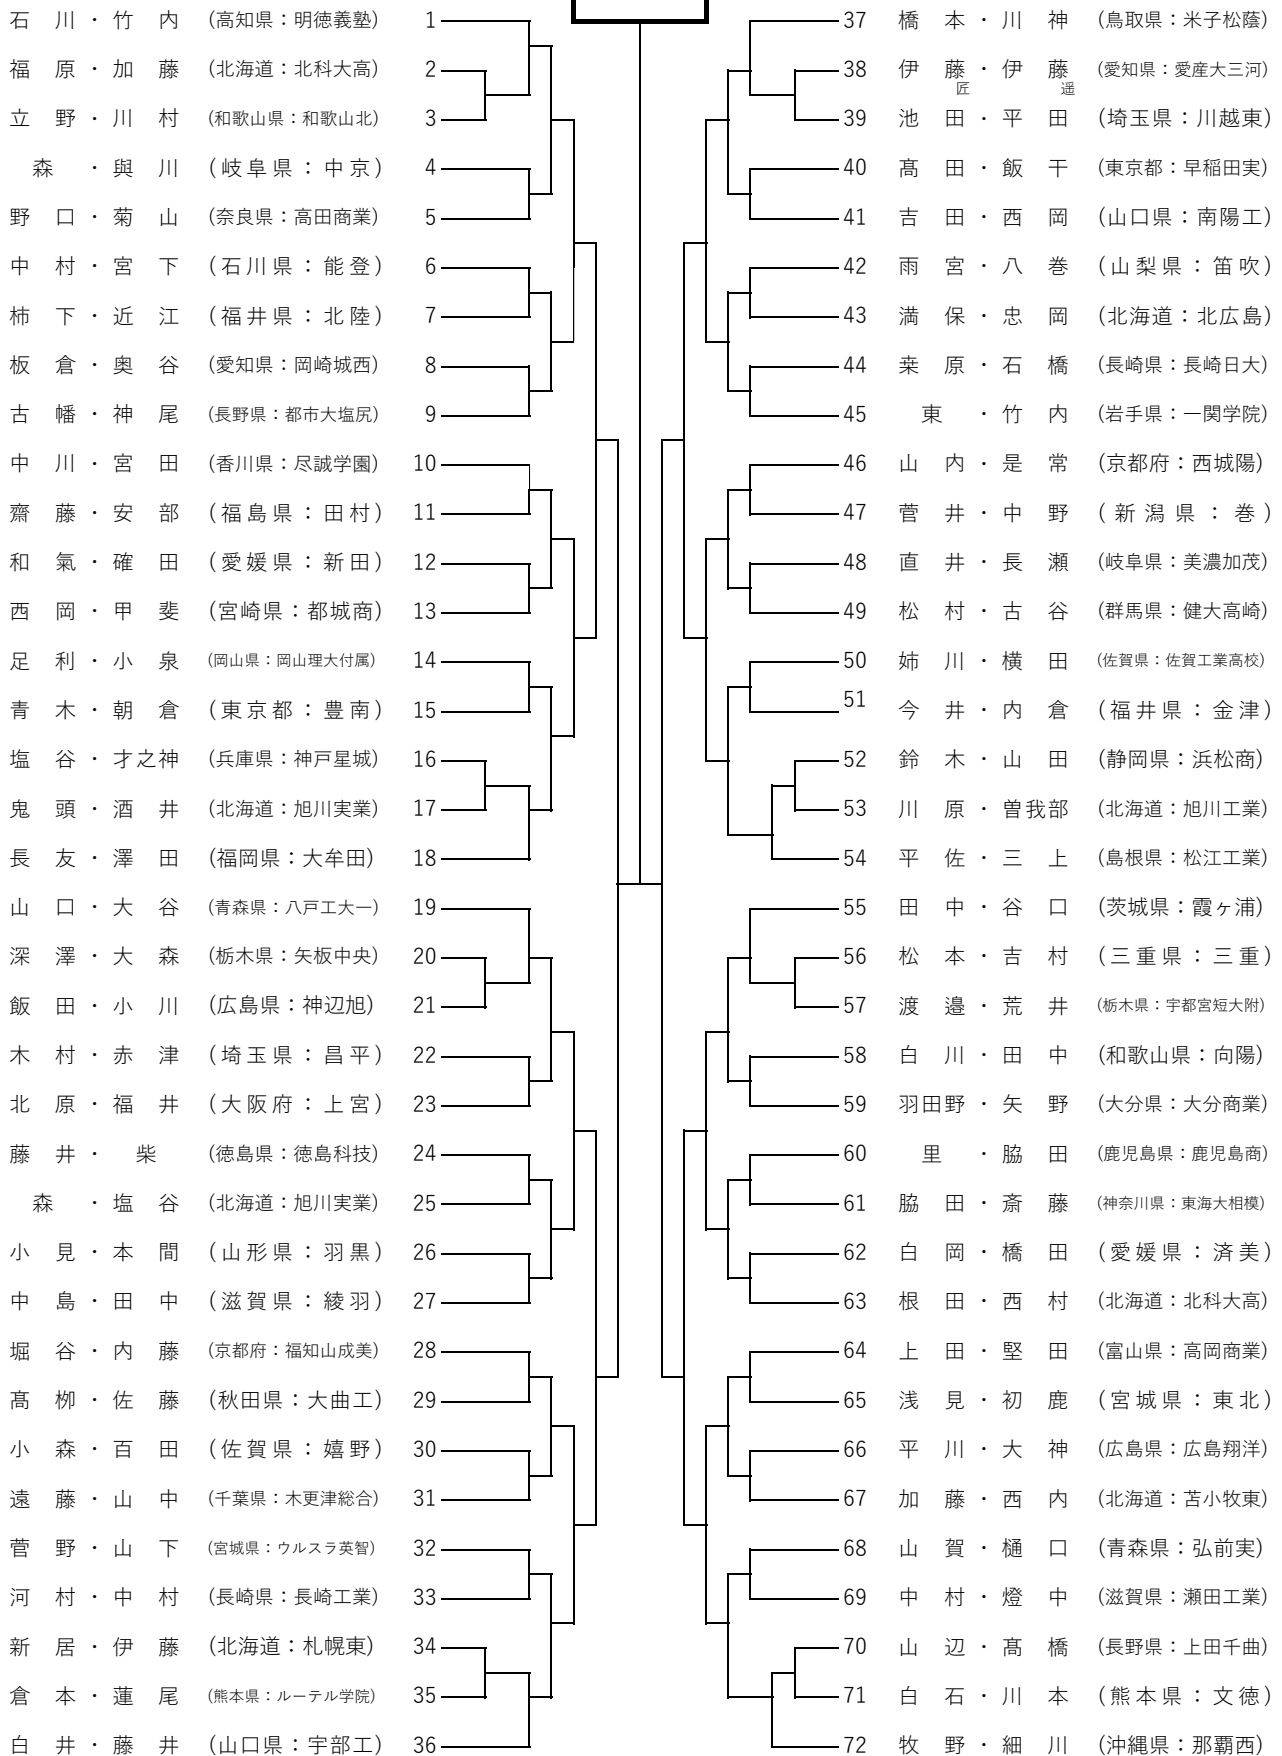 石川・竹内 (高知県：明徳義塾) 1
福原・加藤 (北海道：北科大高) 2
立野・川村 (和歌山県：和歌山北) 3
森・與川 (岐阜県：中京) 4
野口・菊山 (奈良県：高田商業) 5
中村・宮下 (石川県：能登) 6
柿下・近江 (福井県：北陸) 7
板倉・奥谷 (愛知県：岡崎城西) 8
古幡・神尾 (長野県：都市大塩尻) 9
中川・宮田 (香川県：尽誠学園) 10
齋藤・安部 (福島県：田村) 11
和氣・確田 (愛媛県：新田) 12
西岡・甲斐 (宮崎県：都城商) 13
足利・小泉 (岡山県：岡山理大付属) 14
青木・朝倉 (東京都：豊南) 15
塩谷・才之神 (兵庫県：神戸星城) 16
鬼頭・酒井 (北海道：旭川実業) 17
長友・澤田 (福岡県：大牟田) 18
山口・大谷 (青森県：八戸工大一) 19
深澤・大森 (栃木県：矢板中央) 20
飯田・小川 (広島県：神辺旭) 21
木村・赤津 (埼玉県：昌平) 22
北原・福井 (大阪府：上宮) 23
藤井・柴 (徳島県：徳島科技) 24
森・塩谷 (北海道：旭川実業) 25
小見・本間 (山形県：羽黒) 26
中島・田中 (滋賀県：綾羽) 27
堀谷・内藤 (京都府：福知山成美) 28
髙栁・佐藤 (秋田県：大曲工) 29
小森・百田 (佐賀県：嬉野) 30
遠藤・山中 (千葉県：木更津総合) 31
菅野・山下 (宮城県：ウルスラ英智) 32
河村・中村 (長崎県：長崎工業) 33
新居・伊藤 (北海道：札幌東) 34
倉本・蓮尾 (熊本県：ルーテル学院) 35
白井・藤井 (山口県：宇部工) 36
37 橋本・川神 (鳥取県：米子松蔭)
38 伊藤・伊藤 (愛知県：愛産大三河)
匠 遥
39 池田・平田 (埼玉県：川越東)
40 髙田・飯干 (東京都：早稲田実)
41 吉田・西岡 (山口県：南陽工)
42 雨宮・八巻 (山梨県：笛吹)
43 満保・忠岡 (北海道：北広島)
44 桒原・石橋 (長崎県：長崎日大)
45 東・竹内 (岩手県：一関学院)
46 山内・是常 (京都府：西城陽)
47 菅井・中野 (新潟県：巻)
48 直井・長瀬 (岐阜県：美濃加茂)
49 松村・古谷 (群馬県：健大高崎)
50 姉川・横田 (佐賀県：佐賀工業高校)
51 今井・内倉 (福井県：金津)
52 鈴木・山田 (静岡県：浜松商)
53 川原・曽我部 (北海道：旭川工業)
54 平佐・三上 (島根県：松江工業)
55 田中・谷口 (茨城県：霞ヶ浦)
56 松本・吉村 (三重県：三重)
57 渡邉・荒井 (栃木県：宇都宮短大附)
58 白川・田中 (和歌山県：向陽)
59 羽田野・矢野 (大分県：大分商業)
60 里・脇田 (鹿児島県：鹿児島商)
61 脇田・斎藤 (神奈川県：東海大相模)
62 白岡・橋田 (愛媛県：済美)
63 根田・西村 (北海道：北科大高)
64 上田・堅田 (富山県：高岡商業)
65 浅見・初鹿 (宮城県：東北)
66 平川・大神 (広島県：広島翔洋)
67 加藤・西内 (北海道：苫小牧東)
68 山賀・樋口 (青森県：弘前実)
69 中村・燈中 (滋賀県：瀬田工業)
70 山辺・髙橋 (長野県：上田千曲)
71 白石・川本 (熊本県：文徳)
72 牧野・細川 (沖縄県：那覇西)